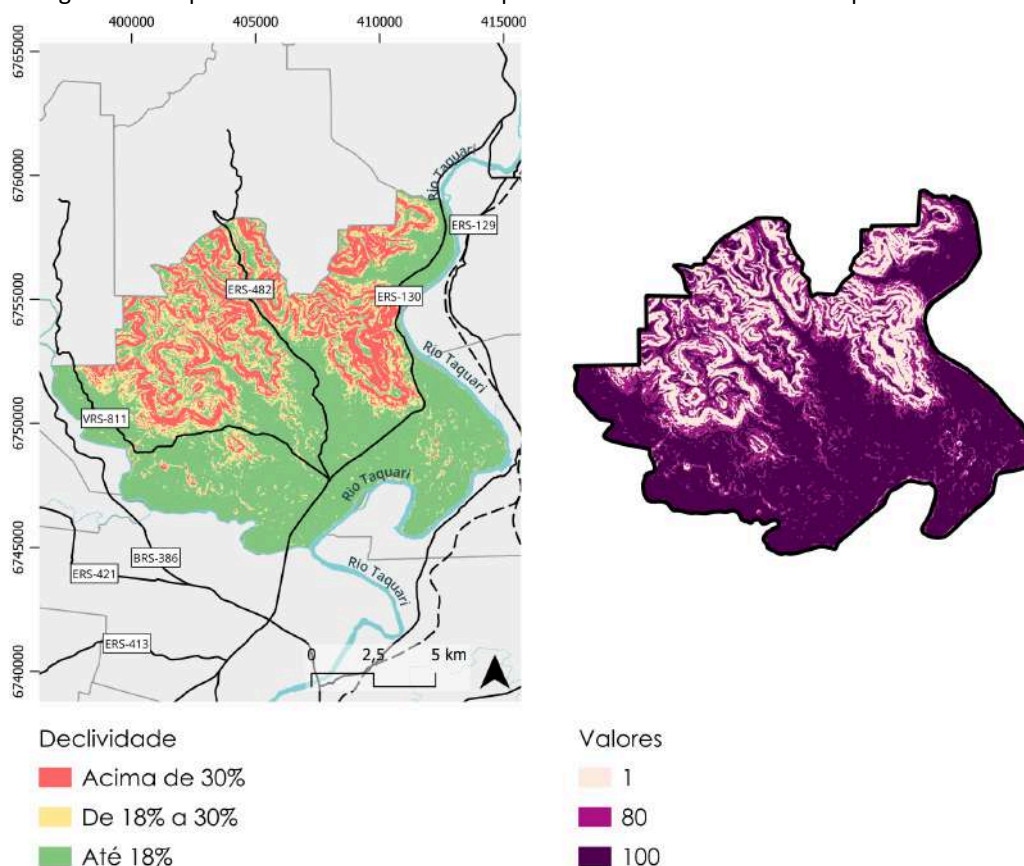 400000 405000 410000 415000
6765000
6760000
6755000
6750000
6745000
6740000
Rio Taquari
ERS-129
ERS-482
ERS-130
Rio Taquari
VRS-811
Rio Taquari
BRS-386
ERS-421
Rio Taquari
ERS-413
0 2,5 5 km
Declividade
Acima de 30%
De 18% a 30%
Até 18%
Valores
1
80
100